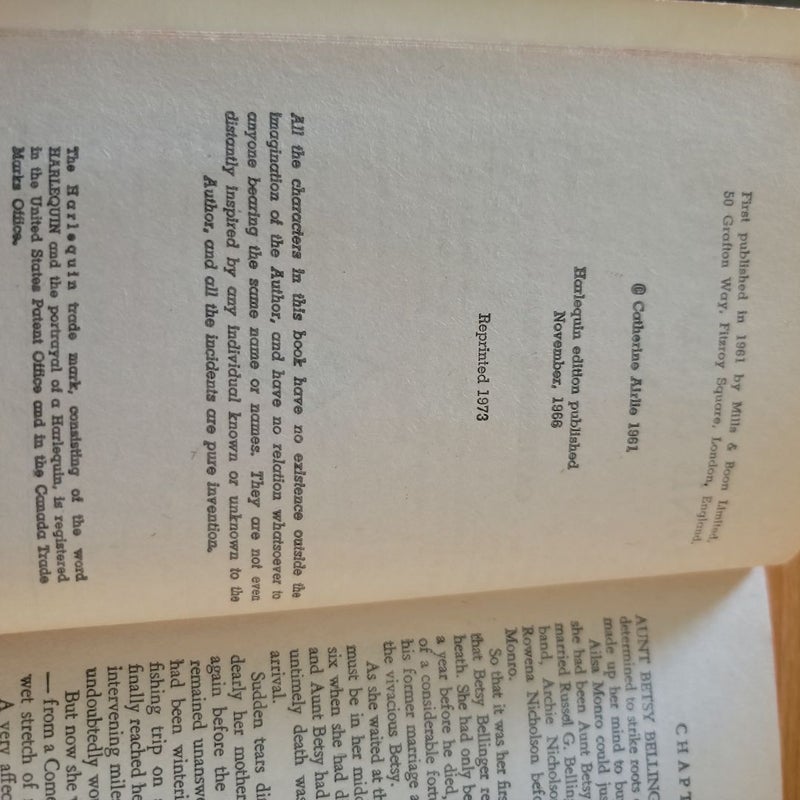 First published in 1961 by Mills & Boon Limited,
50 Grafton Way, Fitzroy Square, London, England.
© Catherine Airlie 1961
Harlequin edition published
November, 1968
Reprinted 1973
All the characters in this book have no existence outside the
imagination of the Author, and have no relation whatsoever to
anyone bearing the same name or names. They are not even
distantly inspired by any individual known or unknown to the
Author, and all the incidents are pure invention.
The Harlequin trade mark, consisting of the word
HARLEQUIN and the portrayal of a Harlequin, is registered
in the United States Patent Office and in the Canada Trade
Marks Office.
CHAPT
AUNT BETSY BELLING
determined to strike roots
made up her mind to bu
Ailsa Monro could jus
she had been Aunt Betsy
married Russel G. Bellin
band, Archie Nicholso
Rowena Nicholson befo
Monro.
So that it was her firs
that Betsy Bellinger re
heath. She had only be
a year before he died,
of a considerable fort
his former marriage a
the vivacious Betsy.
As she waited at th
must be in her midd
six when she had d
and Aunt Betsy had
untimely death was
arrival.
Sudden tears di
dearly her mother
again before the
remained unansw
had been winteri
fishing trip on
finally reached he
intervening mile
undoubtedly wo
But now she
— from a Come
wet stretch of
A very affec